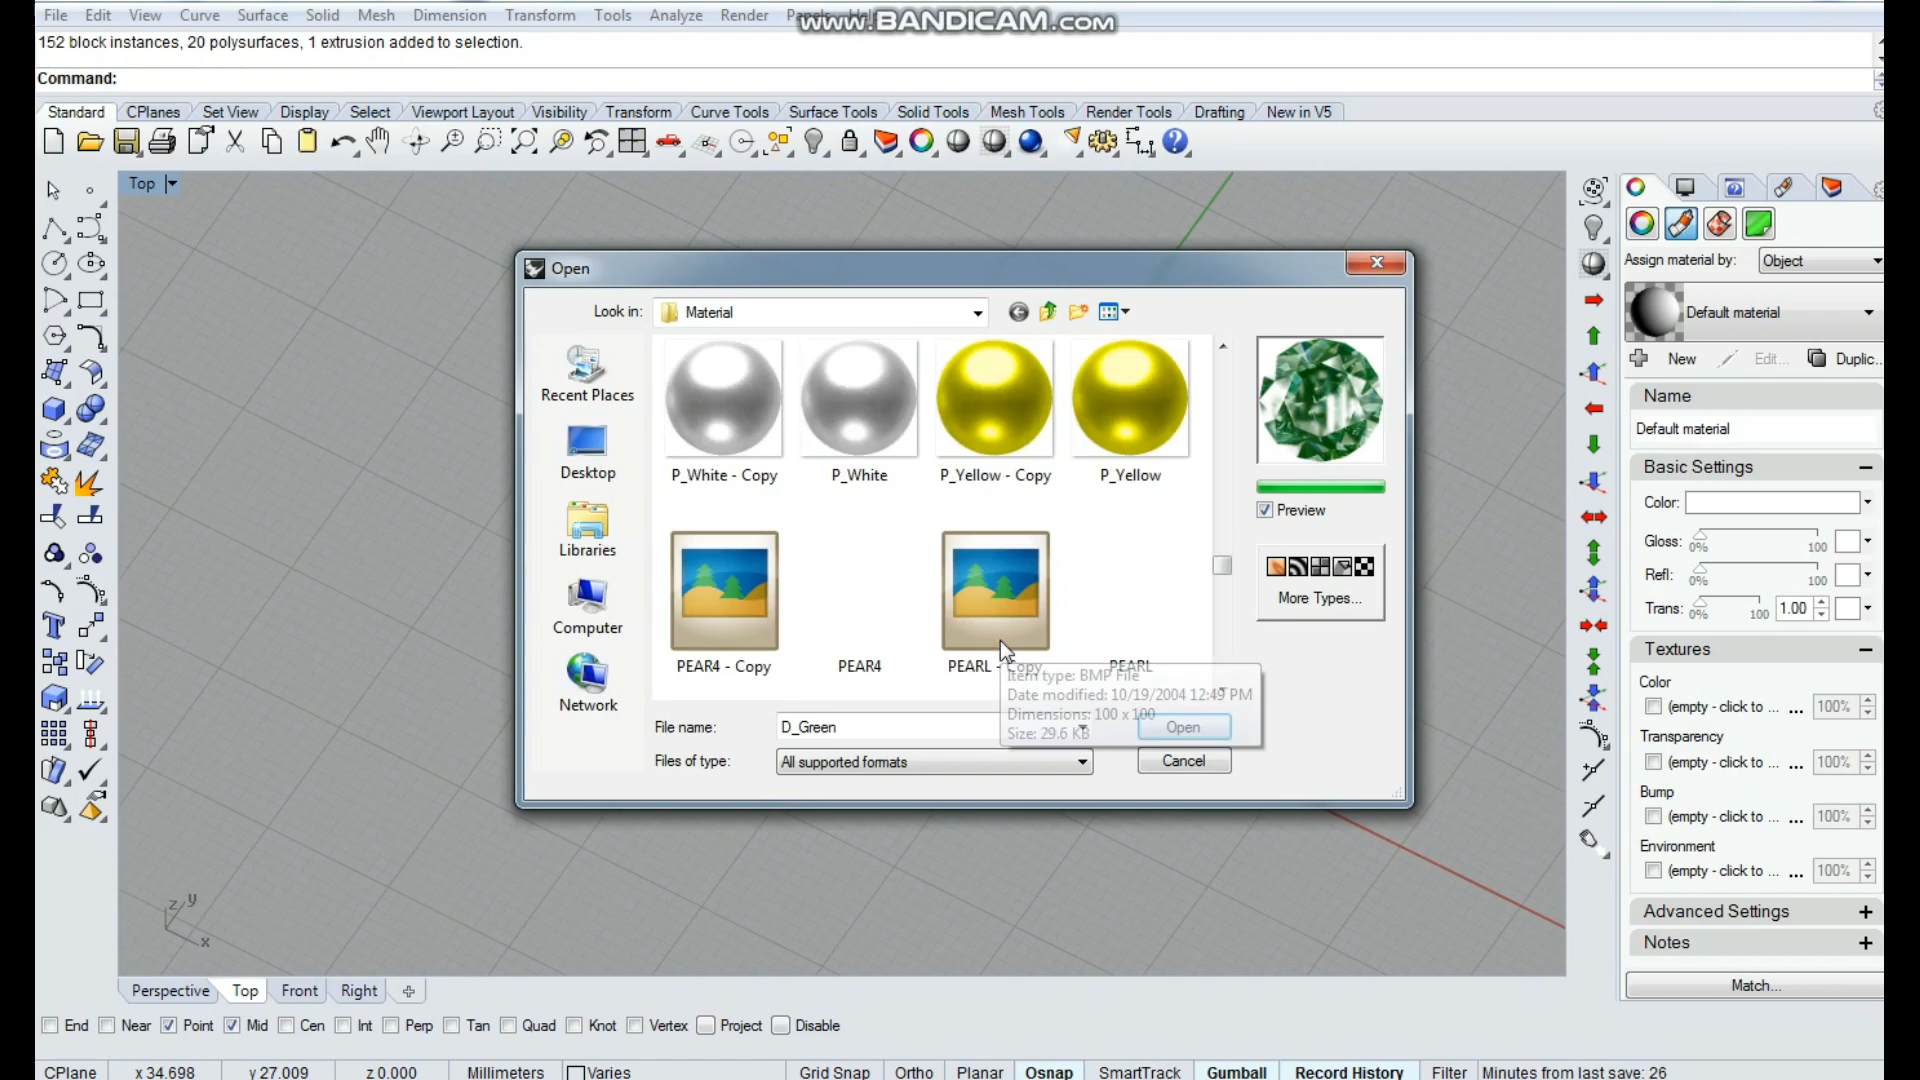 File Edit View Curve Surface Solid Mesh Dimension Transform Tools Analyze Render
www.BANDICAM.com
152 block instances, 20 polysurfaces, 1 extrusion added to selection.
Command:
Standard CPlanes Set View Display Select Viewport Layout Visibility Transform Curve Tools Surface Tools Solid Tools Mesh Tools Render Tools Drafting New in V5
Top
Open
Look in: Material
Recent Places
Desktop
Libraries
Computer
Network
P_White - Copy P_White P_Yellow - Copy P_Yellow
PEAR4 - Copy PEAR4 PEARL - Copy PEARL
Item type: BMP File
Date modified: 10/19/2004 12:49 PM
Dimensions: 100 x 100
Size: 29.6 KB
File name: D_Green Open
Files of type: All supported formats Cancel
Preview
More Types...
Assign material by: Object
Default material
New Edit... Duplic...
Name
Default material
Basic Settings
Color:
Gloss: 0% 100
Refl: 0% 100
Trans: 0% 100 1.00
Textures
Color
(empty - click to ... ... 100%
Transparency
(empty - click to ... ... 100%
Bump
(empty - click to ... ... 100%
Environment
(empty - click to ... ... 100%
Advanced Settings
Notes
Match...
z y
x
Perspective Top Front Right
End Near Point Mid Cen Int Perp Tan Quad Knot Vertex Project Disable
CPlane x 34.698 y 27.009 z 0.000 Millimeters Varies Grid Snap Ortho Planar Osnap SmartTrack Gumball Record History Filter Minutes from last save: 26